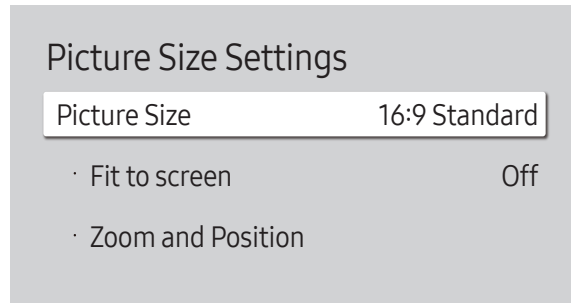 Picture Size Settings
Picture Size 16:9 Standard
· Fit to screen Off
· Zoom and Position